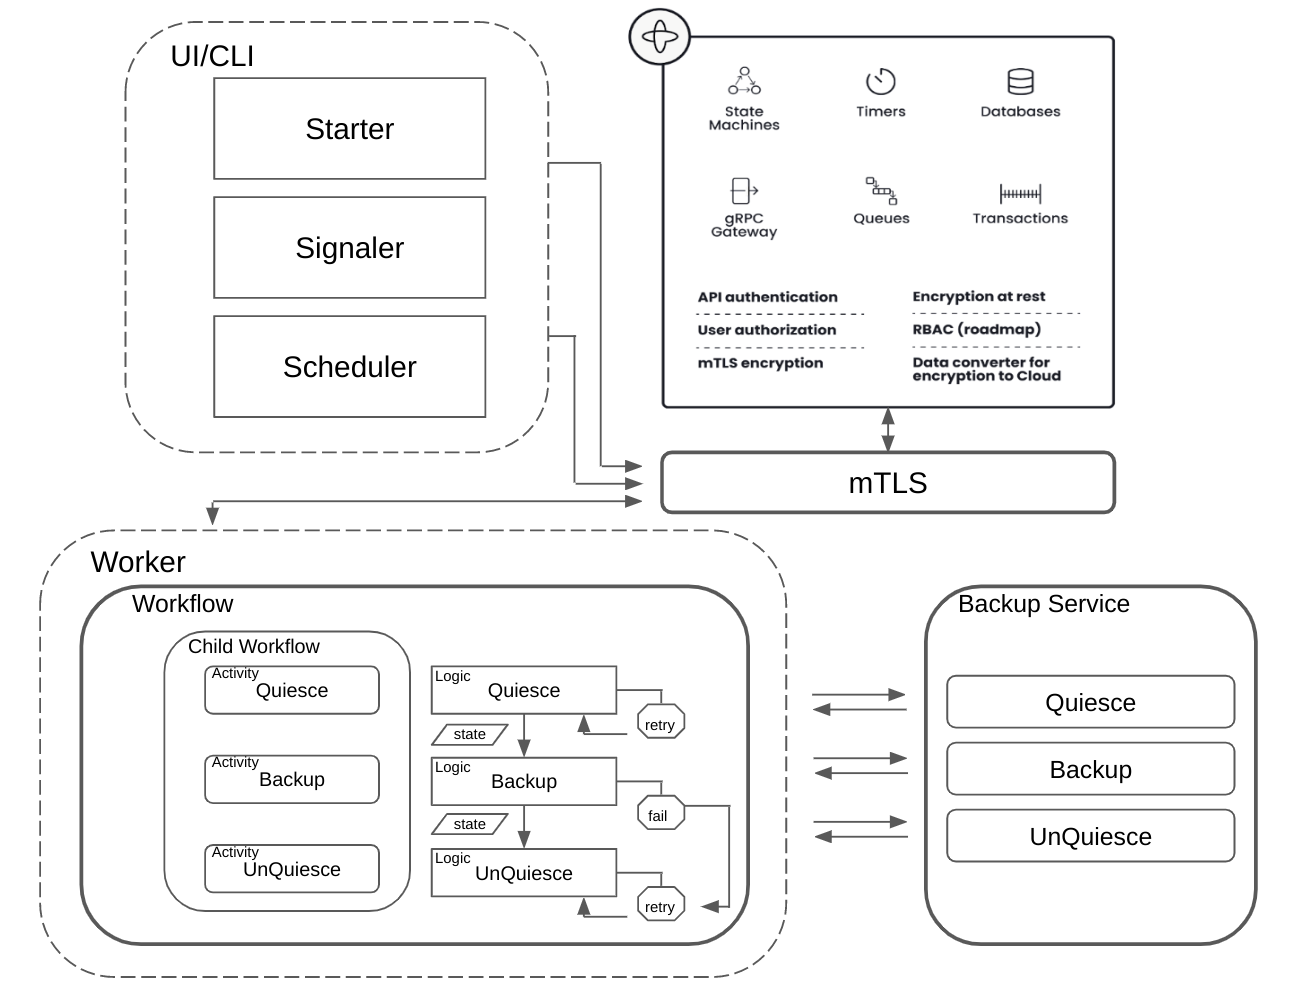 UI/CLI
Starter
Signaler
Scheduler
State
Machines
Timers
Databases
gRPC
Gateway
Queues
Transactions
API authentication
Encryption at rest
User authorization
RBAC (roadmap)
mTLS encryption
Data converter for
encryption to Cloud
mTLS
Worker
Workflow
Child Workflow
Activity
Quiesce
Activity
Backup
Activity
UnQuiesce
Logic
Quiesce
retry
state
Logic
Backup
fail
state
Logic
UnQuiesce
retry
Backup Service
Quiesce
Backup
UnQuiesce